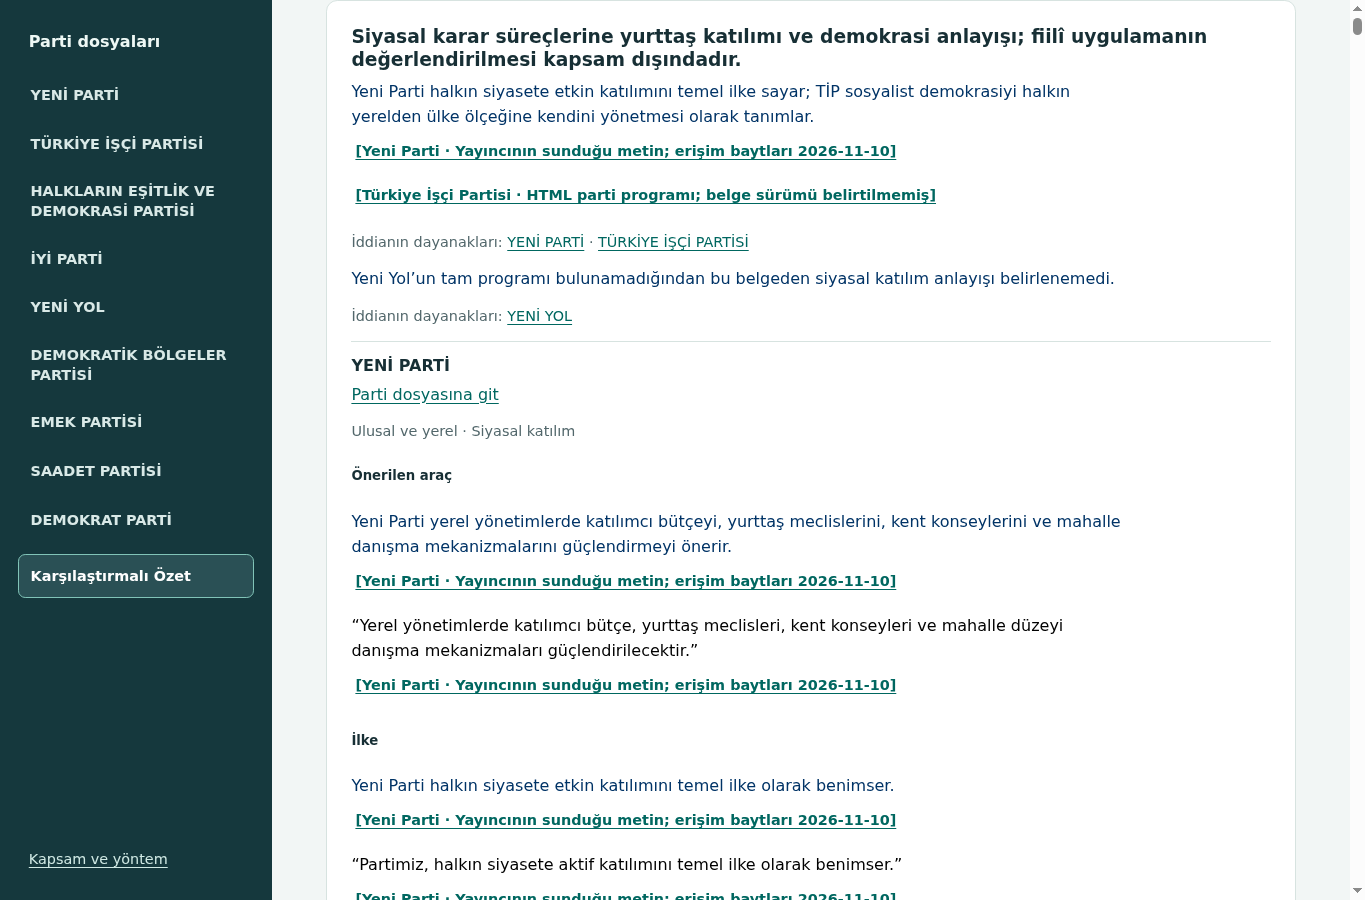 Parti dosyaları
YENİ PARTİ
TÜRKİYE İŞÇİ PARTİSİ
HALKLARIN EŞİTLİK VE
DEMOKRASİ PARTİSİ
İYİ PARTİ
YENİ YOL
DEMOKRATİK BÖLGELER
PARTİSİ
EMEK PARTİSİ
SAADET PARTİSİ
DEMOKRAT PARTİ
Karşılaştırmalı Özet
Kapsam ve yöntem
Siyasal karar süreçlerine yurttaş katılımı ve demokrasi anlayışı; fiilî uygulamanın
değerlendirilmesi kapsam dışındadır.
Yeni Parti halkın siyasete etkin katılımını temel ilke sayar; TİP sosyalist demokrasiyi halkın
yerelden ülke ölçeğine kendini yönetmesi olarak tanımlar.
[Yeni Parti · Yayıncının sunduğu metin; erişim baytları 2026-11-10]
[Türkiye İşçi Partisi · HTML parti programı; belge sürümü belirtilmemiş]
İddianın dayanakları: YENİ PARTİ · TÜRKİYE İŞÇİ PARTİSİ
Yeni Yol’un tam programı bulunamadığından bu belgeden siyasal katılım anlayışı belirlenemedi.
İddianın dayanakları: YENİ YOL
YENİ PARTİ
Parti dosyasına git
Ulusal ve yerel · Siyasal katılım
Önerilen araç
Yeni Parti yerel yönetimlerde katılımcı bütçeyi, yurttaş meclislerini, kent konseylerini ve mahalle
danışma mekanizmalarını güçlendirmeyi önerir.
[Yeni Parti · Yayıncının sunduğu metin; erişim baytları 2026-11-10]
“Yerel yönetimlerde katılımcı bütçe, yurttaş meclisleri, kent konseyleri ve mahalle düzeyi
danışma mekanizmaları güçlendirilecektir.”
[Yeni Parti · Yayıncının sunduğu metin; erişim baytları 2026-11-10]
İlke
Yeni Parti halkın siyasete etkin katılımını temel ilke olarak benimser.
[Yeni Parti · Yayıncının sunduğu metin; erişim baytları 2026-11-10]
“Partimiz, halkın siyasete aktif katılımını temel ilke olarak benimser.”
[Yeni Parti · Yayıncının sunduğu metin; erişim baytları 2026-11-10]